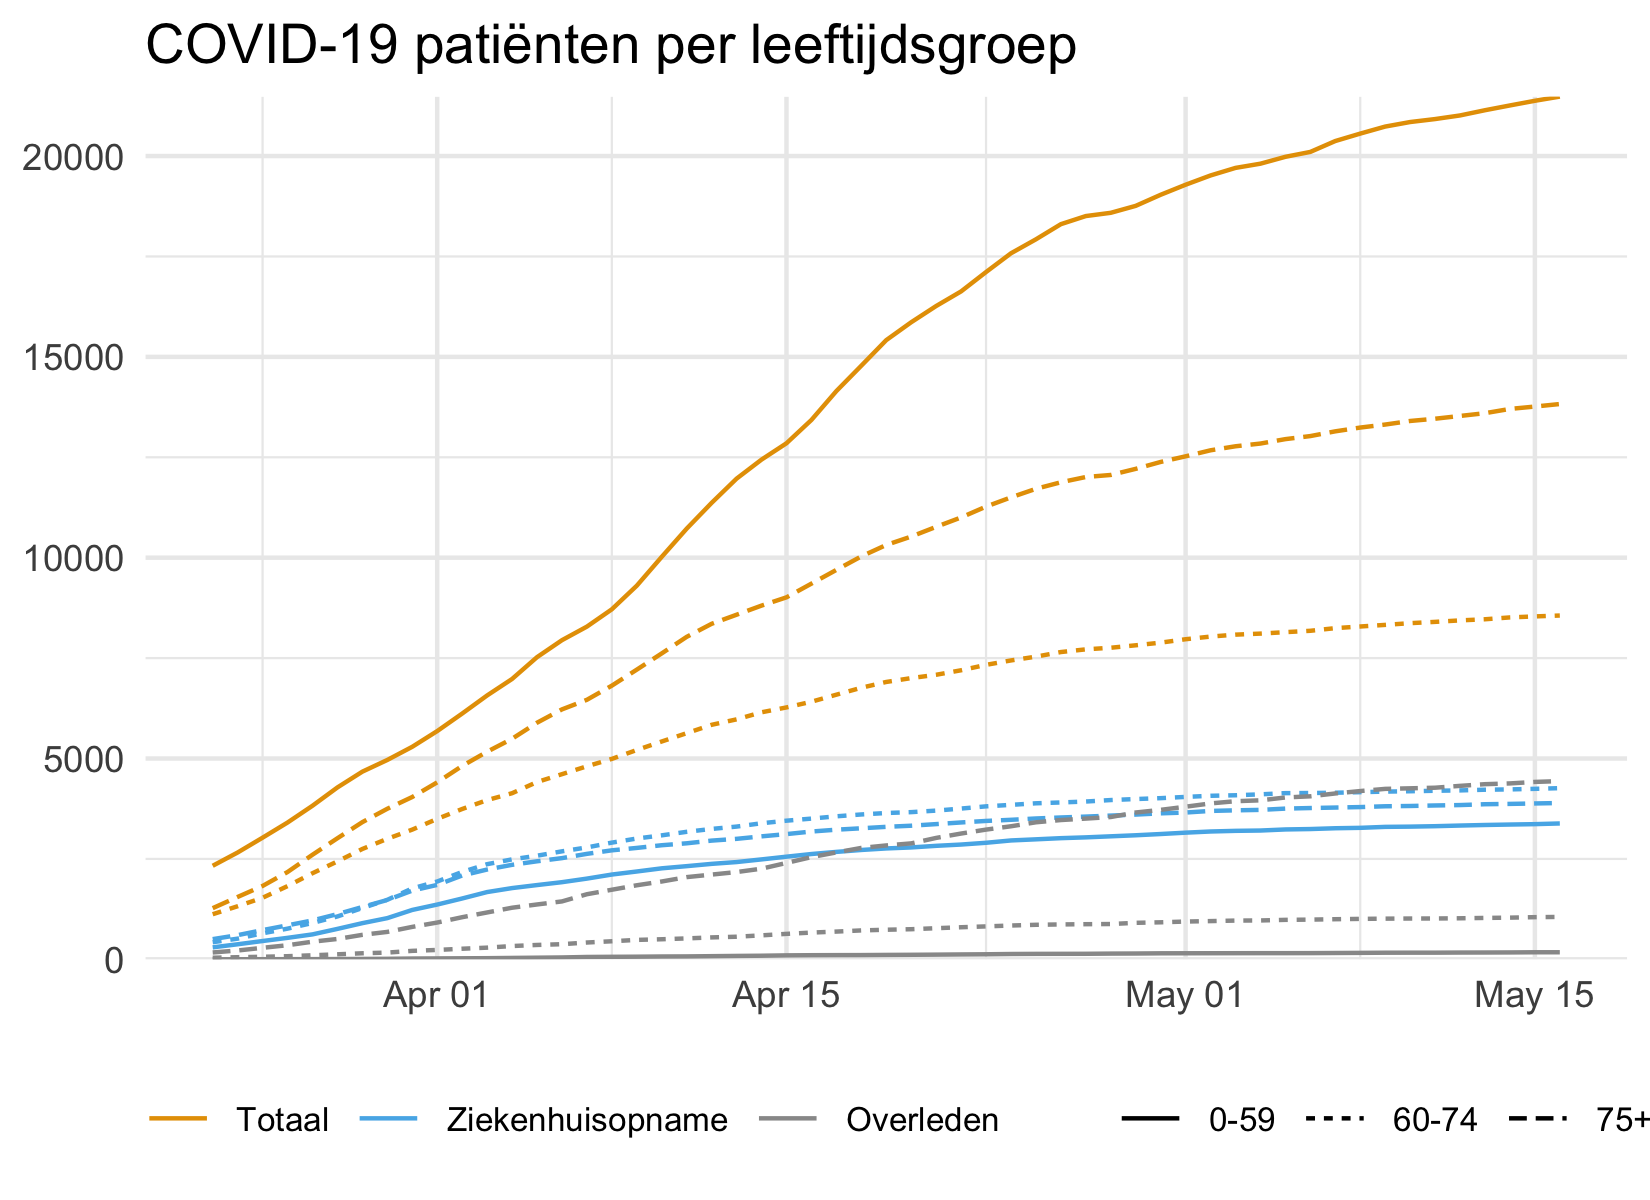 COVID-19 patiënten per leeftijdsgroep
20000
15000
10000
5000
0
Apr 01 Apr 15 May 01 May 15
Totaal Ziekenhuisopname Overleden 0-59 60-74 75+